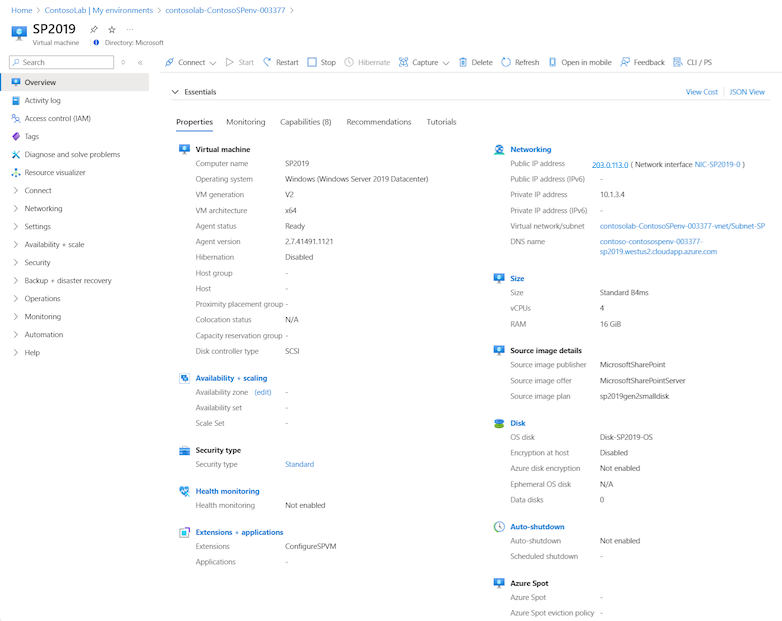 Home > ContosoLab | My environments > contosolab-ContosoSPenv-003377 >
SP2019
Virtual machine
Directory: Microsoft
Search
Connect
Start
Restart
Stop
Hibernate
Capture
Delete
Refresh
Open in mobile
Feedback
CLI / PS
Overview
Activity log
Access control (IAM)
Tags
Diagnose and solve problems
Resource visualizer
Connect
Networking
Settings
Availability + scale
Security
Backup + disaster recovery
Operations
Monitoring
Automation
Help
Essentials
View Cost
JSON View
Properties
Monitoring
Capabilities (8)
Recommendations
Tutorials
Virtual machine
Computer name SP2019
Operating system Windows (Windows Server 2019 Datacenter)
VM generation V2
VM architecture x64
Agent status Ready
Agent version 2.7.41491.1121
Hibernation Disabled
Host group -
Host -
Proximity placement group -
Colocation status N/A
Capacity reservation group -
Disk controller type SCSI
Availability + scaling
Availability zone (edit) -
Availability set -
Scale Set -
Security type
Security type Standard
Health monitoring
Health monitoring Not enabled
Extensions + applications
Extensions ConfigureSPVM
Applications -
Networking
Public IP address 203.0.113.0 ( Network interface NIC-SP2019-0 )
Public IP address (IPv6) -
Private IP address 10.1.3.4
Private IP address (IPv6) -
Virtual network/subnet contosolab-ContosoSPenv-003377-vnet/Subnet-SP
DNS name contoso-contosospenv-003377-
sp2019.westus2.cloudapp.azure.com
Size
Size Standard B4ms
vCPUs 4
RAM 16 GiB
Source image details
Source image publisher MicrosoftSharePoint
Source image offer MicrosoftSharePointServer
Source image plan sp2019gen2smalldisk
Disk
OS disk Disk-SP2019-OS
Encryption at host Disabled
Azure disk encryption Not enabled
Ephemeral OS disk N/A
Data disks 0
Auto-shutdown
Auto-shutdown Not enabled
Scheduled shutdown -
Azure Spot
Azure Spot -
Azure Spot eviction policy -